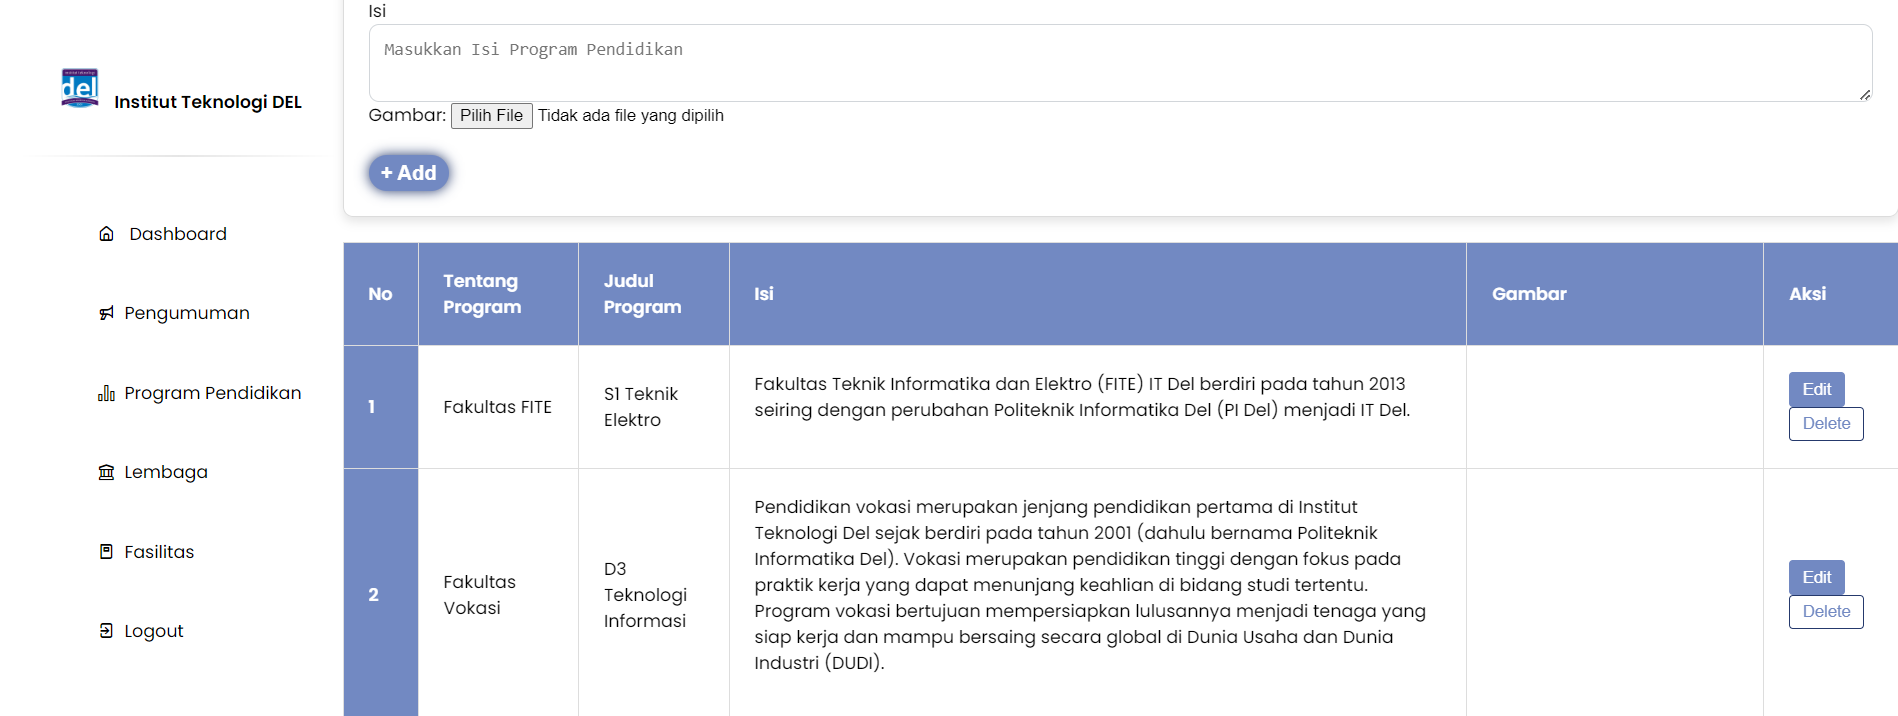 del
Institut Teknologi DEL
Dashboard
Pengumuman
Program Pendidikan
Lembaga
Fasilitas
Logout
Isi
Masukkan Isi Program Pendidikan
Gambar: Pilih File Tidak ada file yang dipilih
+ Add
No Tentang Program Judul Program Isi Gambar Aksi
1
Fakultas FITE
S1 Teknik
Elektro
Fakultas Teknik Informatika dan Elektro (FITE) IT Del berdiri pada tahun 2013
seiring dengan perubahan Politeknik Informatika Del (PI Del) menjadi IT Del.
Edit
Delete
2
Fakultas
Vokasi
D3
Teknologi
Informasi
Pendidikan vokasi merupakan jenjang pendidikan pertama di Institut
Teknologi Del sejak berdiri pada tahun 2001 (dahulu bernama Politeknik
Informatika Del). Vokasi merupakan pendidikan tinggi dengan fokus pada
praktik kerja yang dapat menunjang keahlian di bidang studi tertentu.
Program vokasi bertujuan mempersiapkan lulusannya menjadi tenaga yang
siap kerja dan mampu bersaing secara global di Dunia Usaha dan Dunia
Industri (DUDI).
Edit
Delete